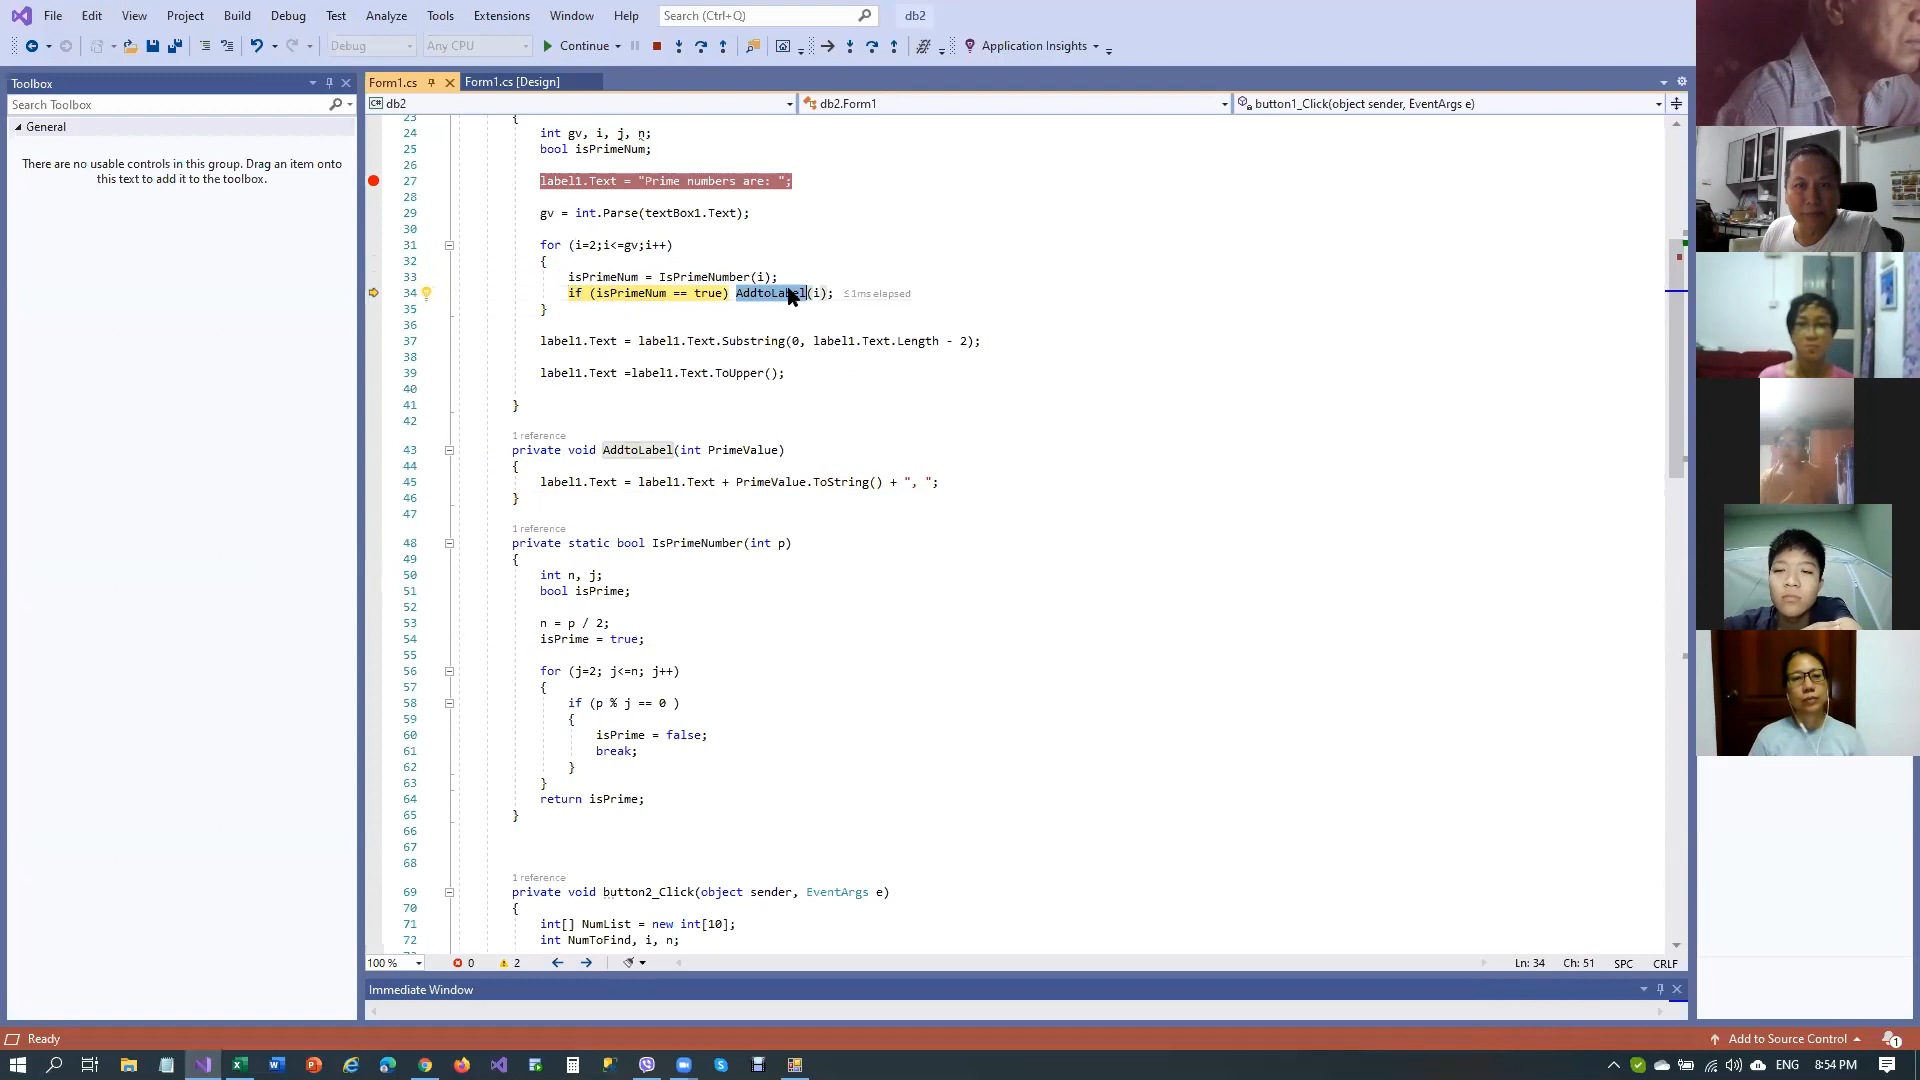 File Edit View Project Build Debug Test Analyze Tools Extensions Window Help Search (Ctrl+Q) db2
Debug Any CPU Continue Application Insights
Toolbox
Search Toolbox
General
There are no usable controls in this group. Drag an item onto
this text to add it to the toolbox.
Form1.cs Form1.cs [Design]
db2 db2.Form1 button1_Click(object sender, EventArgs e)
23 {
24 int gv, i, j, n;
25 bool isPrimeNum;
26
27 label1.Text = "Prime numbers are: ";
28
29 gv = int.Parse(textBox1.Text);
30
31 for (i=2;i<=gv;i++)
32 {
33 isPrimeNum = IsPrimeNumber(i);
34 if (isPrimeNum == true) AddtoLabel(i); ≤1ms elapsed
35 }
36
37 label1.Text = label1.Text.Substring(0, label1.Text.Length - 2);
38
39 label1.Text =label1.Text.ToUpper();
40
41 }
42
1 reference
43 private void AddtoLabel(int PrimeValue)
44 {
45 label1.Text = label1.Text + PrimeValue.ToString() + ", ";
46 }
47
1 reference
48 private static bool IsPrimeNumber(int p)
49 {
50 int n, j;
51 bool isPrime;
52
53 n = p / 2;
54 isPrime = true;
55
56 for (j=2; j<=n; j++)
57 {
58 if (p % j == 0 )
59 {
60 isPrime = false;
61 break;
62 }
63 }
64 return isPrime;
65 }
66
67
68
1 reference
69 private void button2_Click(object sender, EventArgs e)
70 {
71 int[] NumList = new int[10];
72 int NumToFind, i, n;
100 % 0 2 Ln: 34 Ch: 51 SPC CRLF
Immediate Window
Ready Add to Source Control 1
ENG 8:54 PM